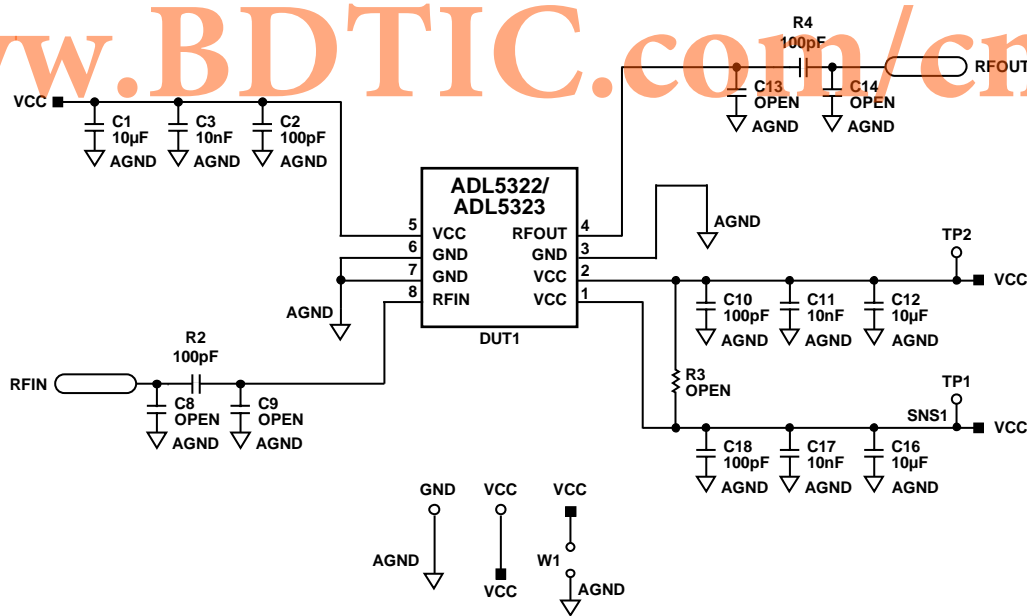 w.BDTIC.com/cn
R4
100pF
RFOUT
C13
OPEN
AGND
C14
OPEN
AGND
VCC
C1
10µF
AGND
C3
10nF
AGND
C2
100pF
AGND
ADL5322/
ADL5323
5
VCC
6
GND
7
GND
8
RFIN
RFOUT
4
GND
3
VCC
2
VCC
1
DUT1
AGND
AGND
TP2
VCC
C10
100pF
AGND
C11
10nF
AGND
C12
10µF
AGND
R2
100pF
RFIN
C8
OPEN
AGND
C9
OPEN
AGND
R3
OPEN
TP1
SNS1
VCC
C18
100pF
AGND
C17
10nF
AGND
C16
10µF
AGND
GND
AGND
VCC
VCC
VCC
W1
AGND